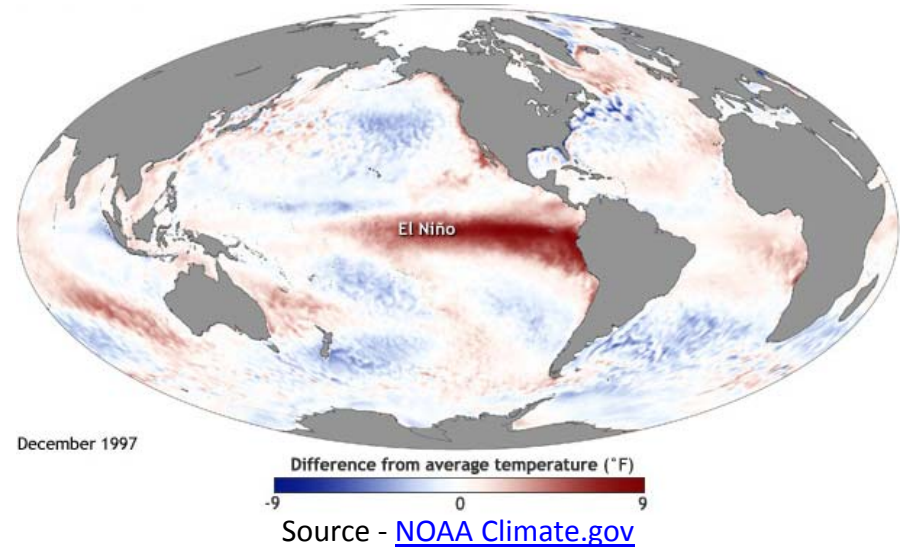 El Niño
December 1997
Difference from average temperature (°F)
-9 0 9
Source - NOAA Climate.gov